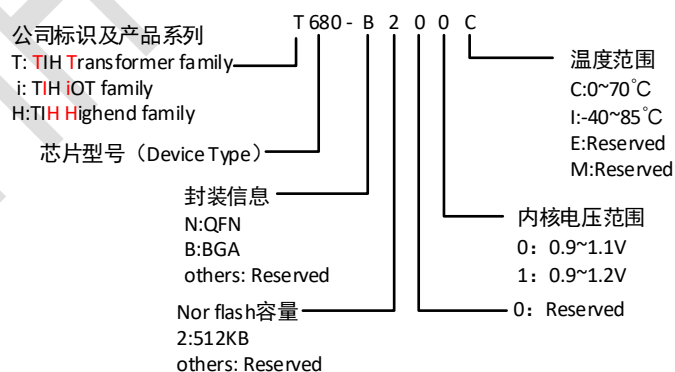 T680-B200C
公司标识及产品系列
T: TIH Transformer family
i: TIH iOT family
H:TIH Highend family
芯片型号（Device Type）
封装信息
N:QFN
B:BGA
others: Reserved
Nor flash容量
2:512KB
others: Reserved
温度范围
C:0~70°C
I:-40~85°C
E:Reserved
M:Reserved
内核电压范围
0：0.9~1.1V
1：0.9~1.2V
0：Reserved